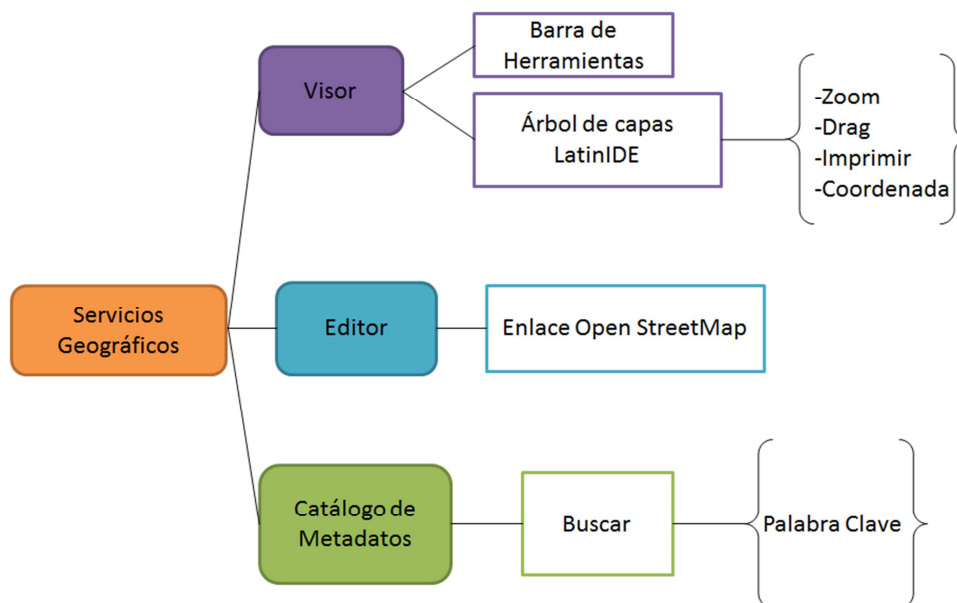 Barra de
Herramientas
Visor
Árbol de capas
LatinIDE
-Zoom
-Drag
-Imprimir
-Coordenada
Servicios
Geográficos
Editor
Enlace Open StreetMap
Catálogo de
Metadatos
Buscar
Palabra Clave